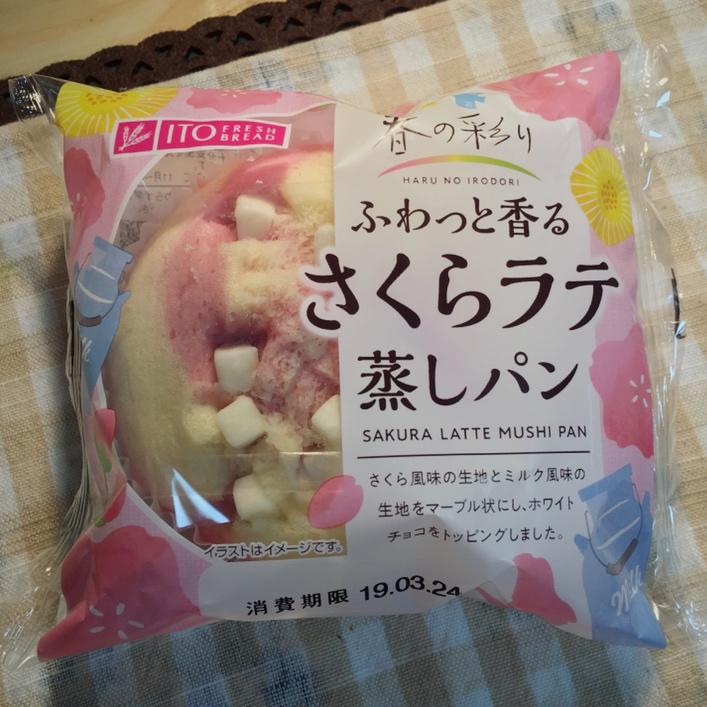 ITO FRESH BREAD
春の彩り
HARU NO IRODORI
ふわっと香る
さくらラテ
蒸しパン
SAKURA LATTE MUSHI PAN
さくら風味の生地とミルク風味の
生地をマーブル状にし、ホワイト
チョコをトッピングしました。
イラストはイメージです。
消費期限 19.03.24
Milk